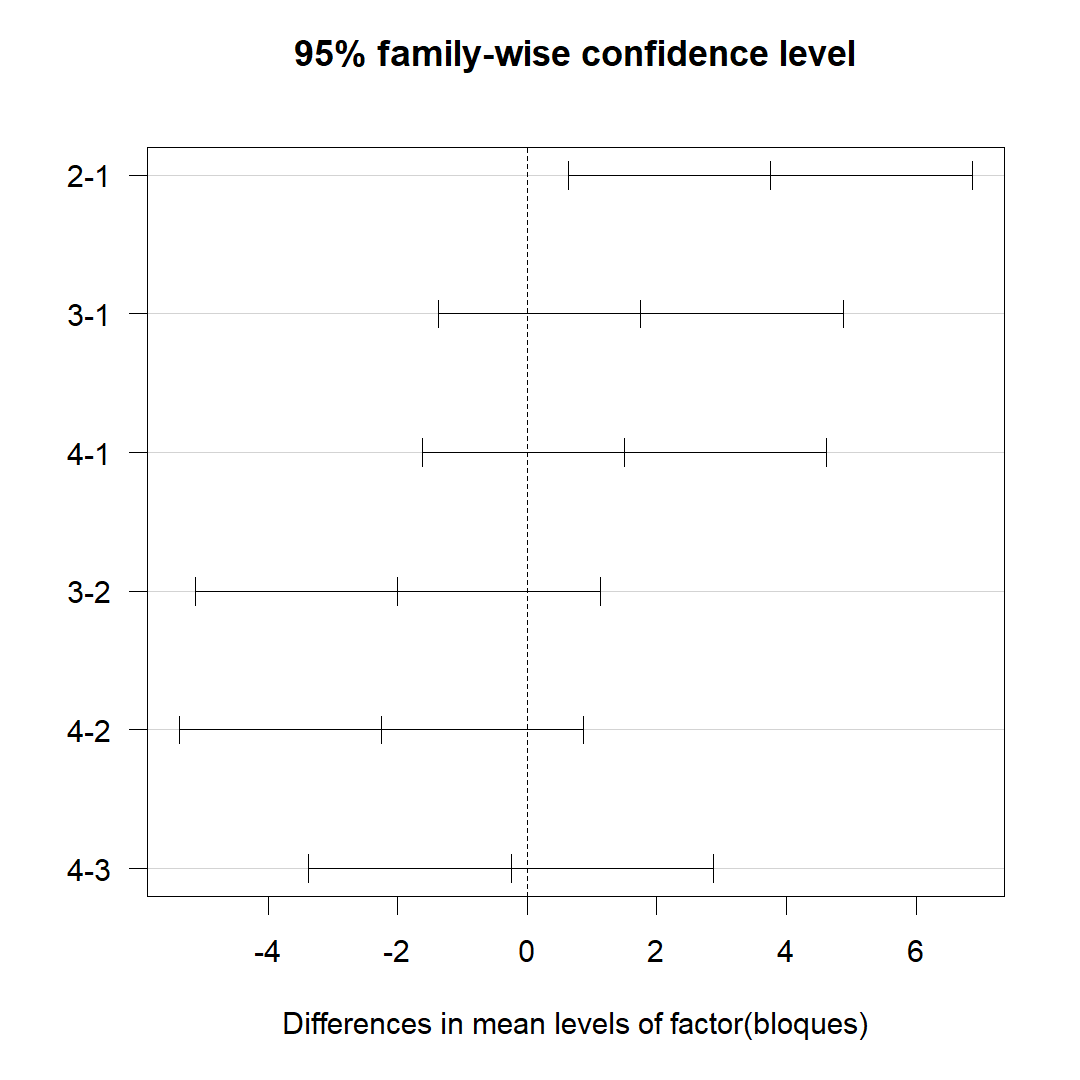 95% family-wise confidence level
2-1
3-1
4-1
3-2
4-2
4-3
-4 -2 0 2 4 6
Differences in mean levels of factor(bloques)